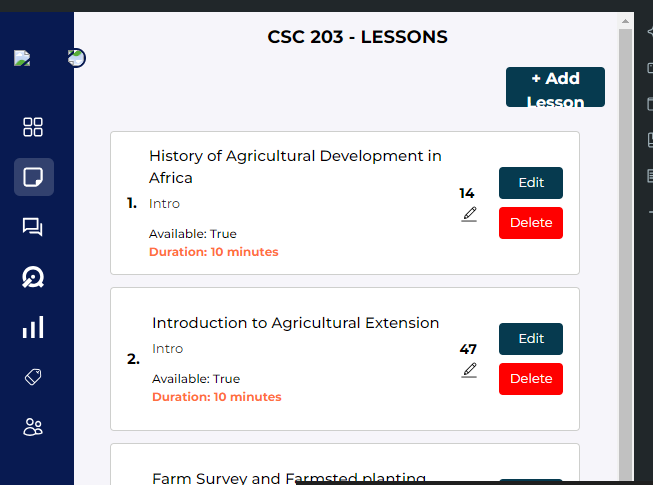 CSC 203 - LESSONS
+ Add
Lesson
History of Agricultural Development in
Africa
1.
Intro
Available: True
Duration: 10 minutes
14
Edit
Delete
Introduction to Agricultural Extension
2.
Intro
Available: True
Duration: 10 minutes
47
Edit
Delete
Farm Survey and Farmsted planting